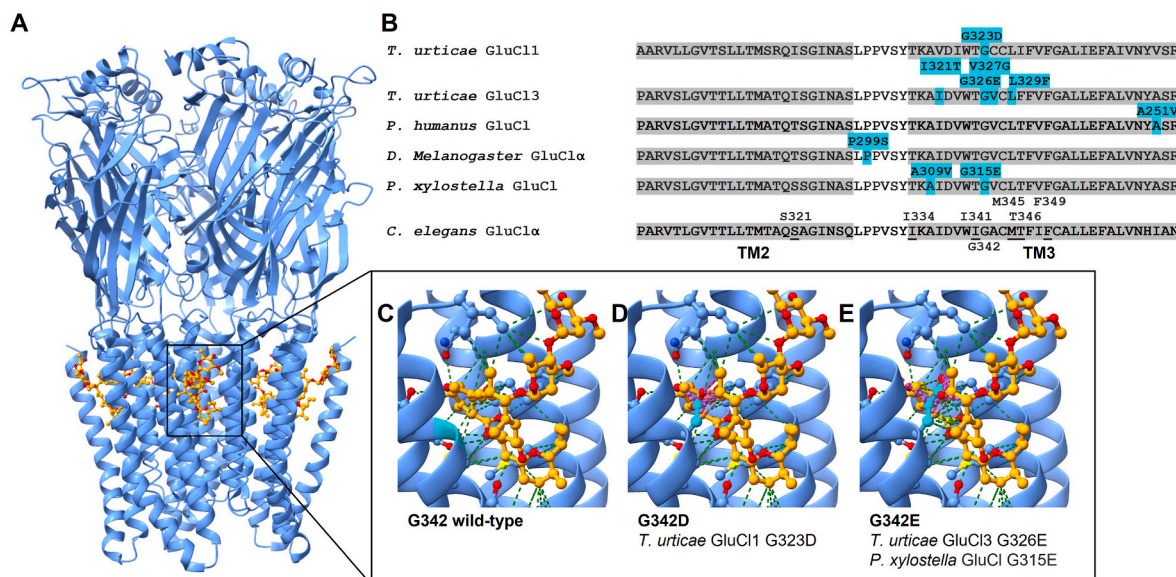 A
B
G323D
T. urticae GluCl1 AARVLLGVTSLLTMSRQISGINASLPPVSYTKAVDIWTGCCLIFVFGALIEFAIVNYVSR
I321T V327G
G326E L329F
T. urticae GluCl3 PARVSLGVTSLLTMATQTSGINASLPPVSYTKAIDVWTGVCLFFVFGALLEFALVNYASR
A251V
P. humanus GluCl PARVSLGVTTLLTMATQTSGINASLPPVSYTKAIDVWTGVCLTFVFGALLEFALVNYASR
P299S
D. Melanogaster GluClα PARVSLGVTTLLTMATQTSGINASLPPVSYTKAIDVWTGVCLTFVFGALLEFALVNYASR
A309V G315E
P. xylostella GluCl PARVSLGVTTLLTMATQSSGINASLPPVSYTKAIDVWTGVCLTFVFGALLEFALVNYASR
M345 F349
S321 I334 I341 T346
C. elegans GluClα PARVTLGVTTLLTMTAQSAGINSQLPPVSYIKAIDVWIGACMTFIFCALLEFALVNHIAN
G342
TM2 TM3
C D E
G342 wild-type
G342D
T. urticae GluCl1 G323D
G342E
T. urticae GluCl3 G326E
P. xylostella GluCl G315E